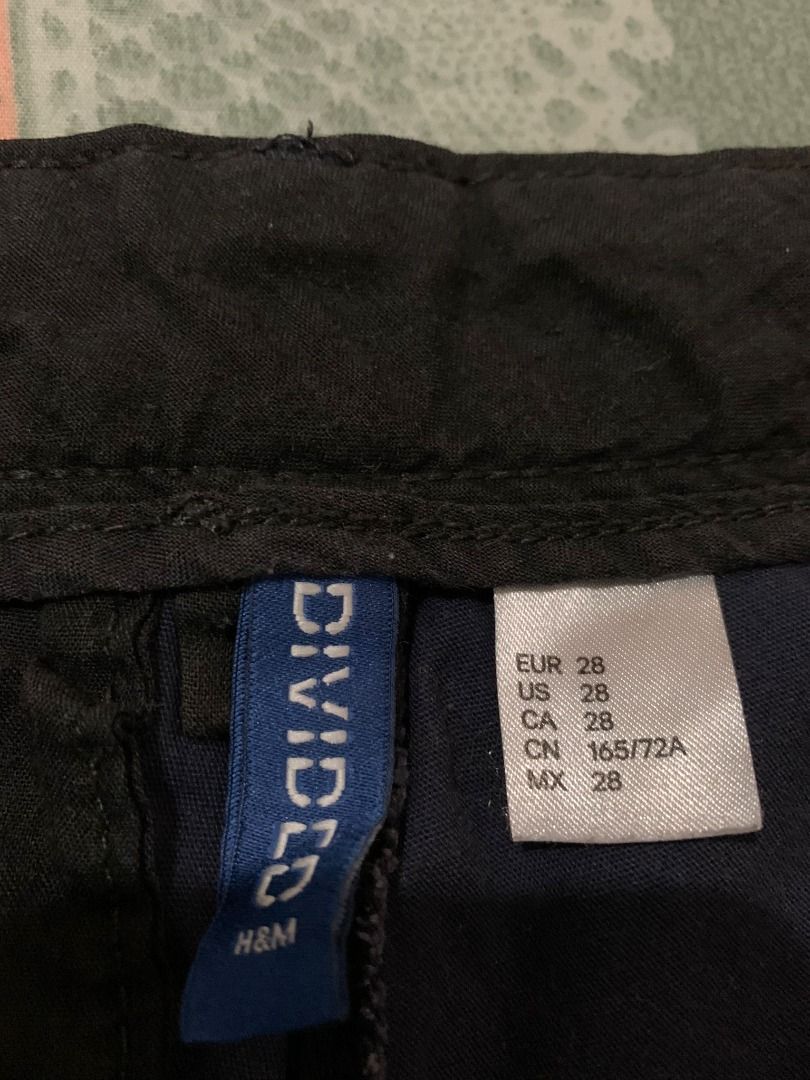 DIVIDED
H&M
EUR 28
US 28
CA 28
CN 165/72A
MX 28